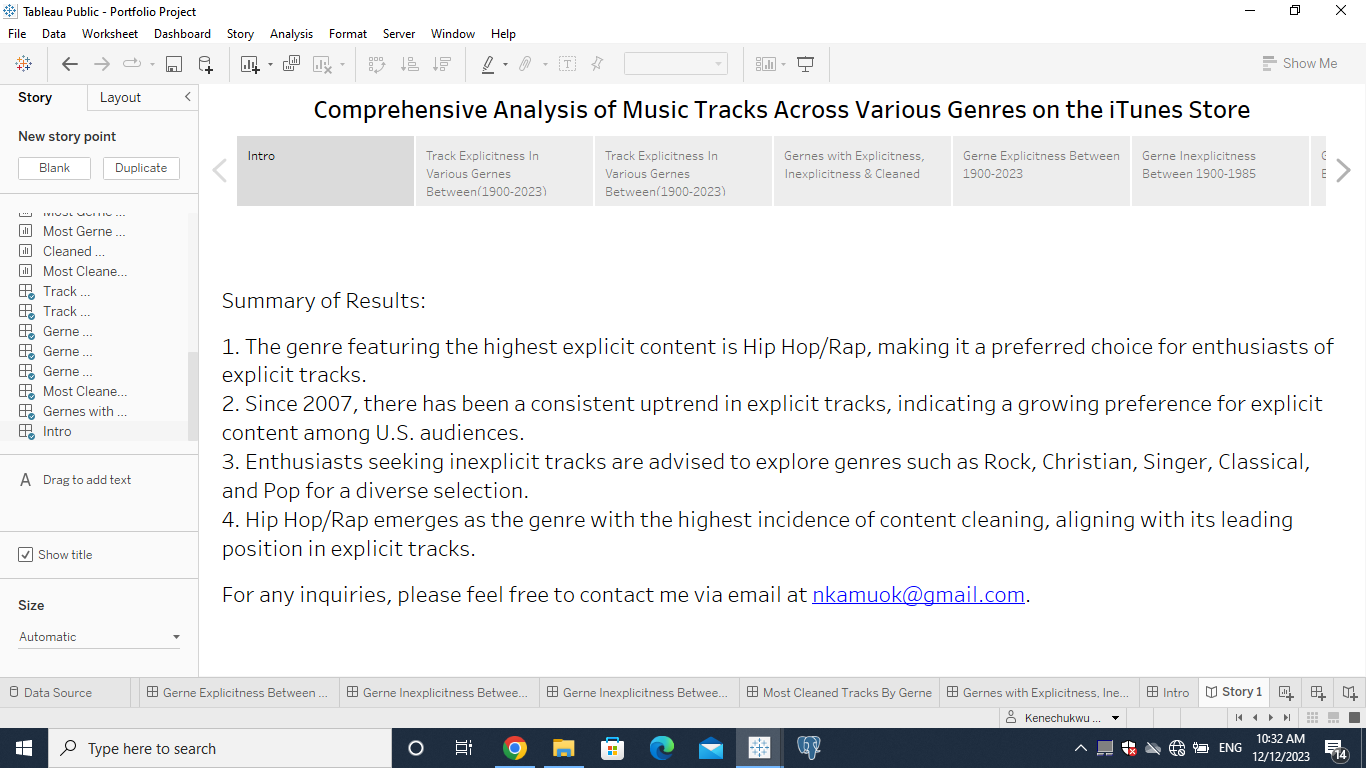 Tableau Public - Portfolio Project
File Data Worksheet Dashboard Story Analysis Format Server Window Help
Show Me
Story Layout
New story point
Blank Duplicate
Most Gerne ...
Most Gerne ...
Cleaned ...
Most Cleane...
Track ...
Track ...
Gerne ...
Gerne ...
Gerne ...
Most Cleane...
Gernes with ...
Intro
A Drag to add text
Show title
Size
Automatic
Comprehensive Analysis of Music Tracks Across Various Genres on the iTunes Store
Intro
Track Explicitness In
Various Gernes
Between(1900-2023)
Track Explicitness In
Various Gernes
Between(1900-2023)
Gernes with Explicitness,
Inexplicitness & Cleaned
Gerne Explicitness Between
1900-2023
Gerne Inexplicitness
Between 1900-1985
Summary of Results:
1. The genre featuring the highest explicit content is Hip Hop/Rap, making it a preferred choice for enthusiasts of
explicit tracks.
2. Since 2007, there has been a consistent uptrend in explicit tracks, indicating a growing preference for explicit
content among U.S. audiences.
3. Enthusiasts seeking inexplicit tracks are advised to explore genres such as Rock, Christian, Singer, Classical,
and Pop for a diverse selection.
4. Hip Hop/Rap emerges as the genre with the highest incidence of content cleaning, aligning with its leading
position in explicit tracks.
For any inquiries, please feel free to contact me via email at nkamuok@gmail.com.
Data Source Gerne Explicitness Between ... Gerne Inexplicitness Betwee... Gerne Inexplicitness Betwee... Most Cleaned Tracks By Gerne Gernes with Explicitness, Ine... Intro Story 1
Kenechukwu ...
Type here to search
ENG
10:32 AM
12/12/2023
14